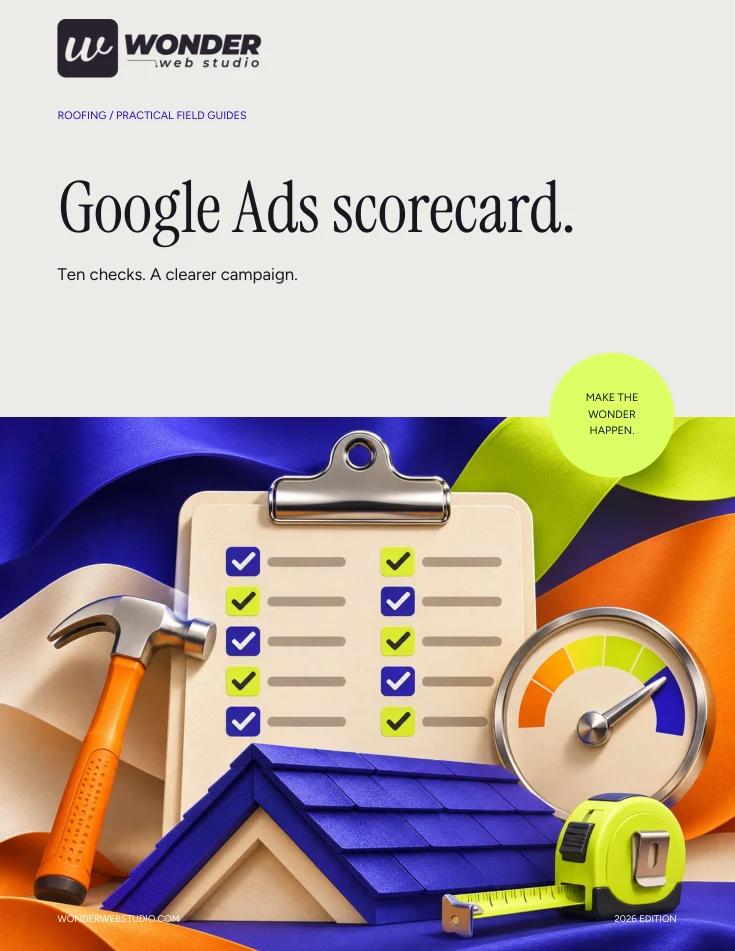 w WONDER
web studio
ROOFING / PRACTICAL FIELD GUIDES
Google Ads scorecard.
Ten checks. A clearer campaign.
MAKE THE
WONDER
HAPPEN.
WONDERWEBSTUDIO.COM
2026 EDITION